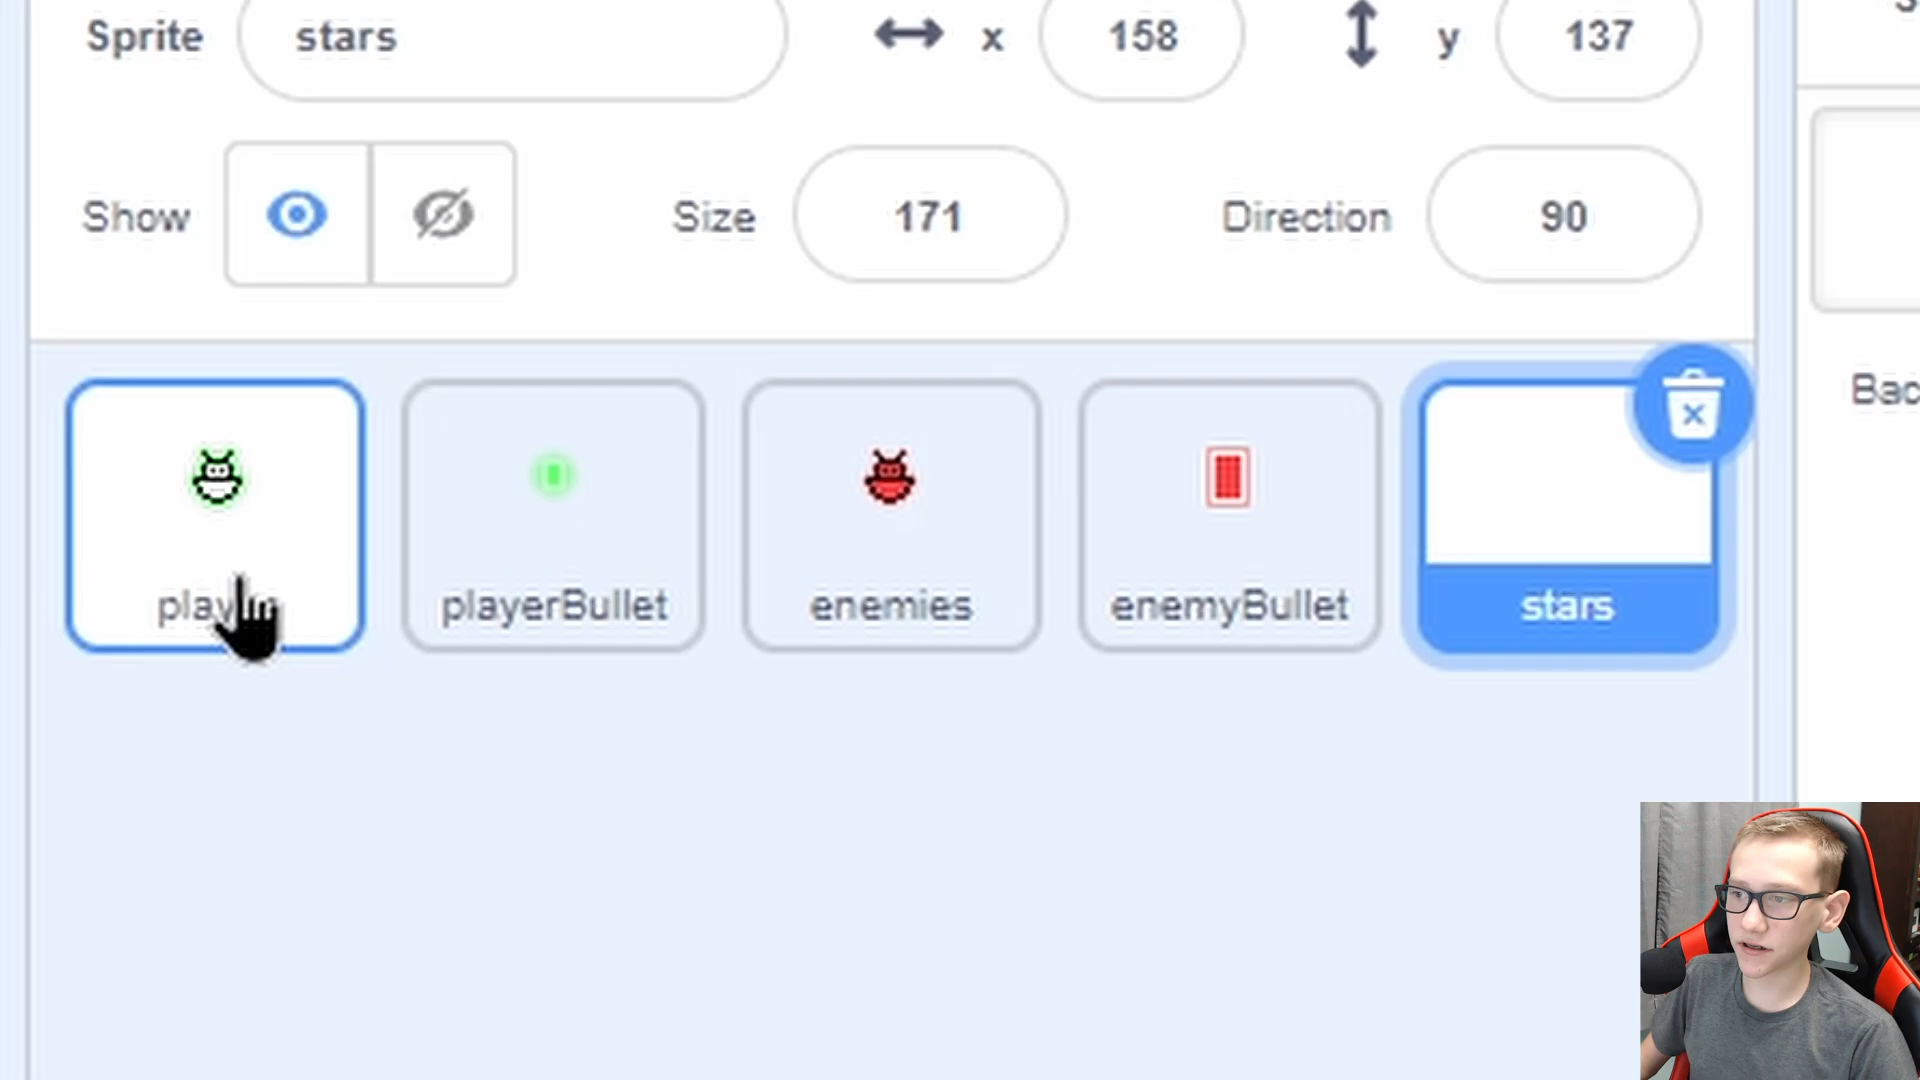 Sprite stars x 158 y 137
Show Size 171 Direction 90
playerBullet enemies enemyBullet stars